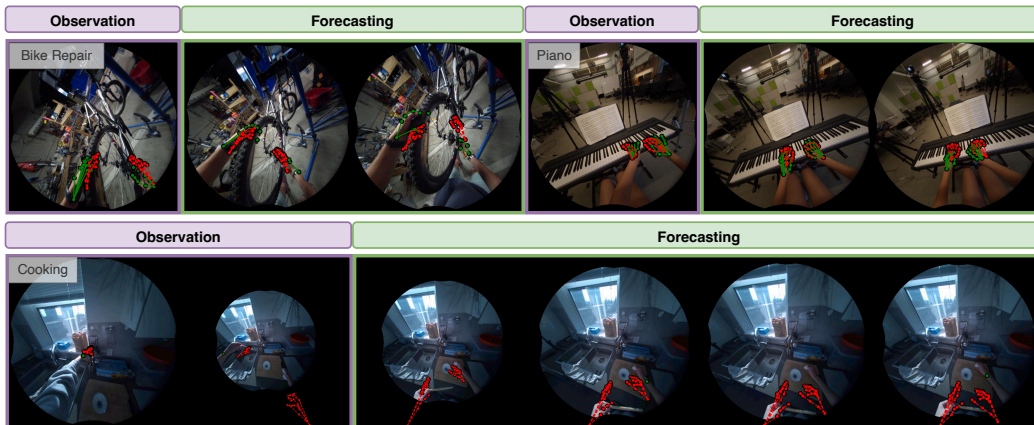 Observation
Forecasting
Observation
Forecasting
Bike Repair
Piano
Observation
Forecasting
Cooking